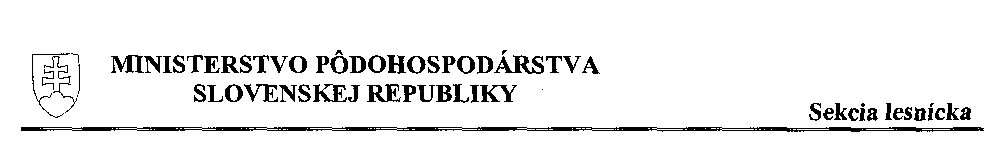 MINISTERSTVO PÔDOHOSPODÁRSTVA
SLOVENSKEJ REPUBLIKY
Sekcia lesnícka